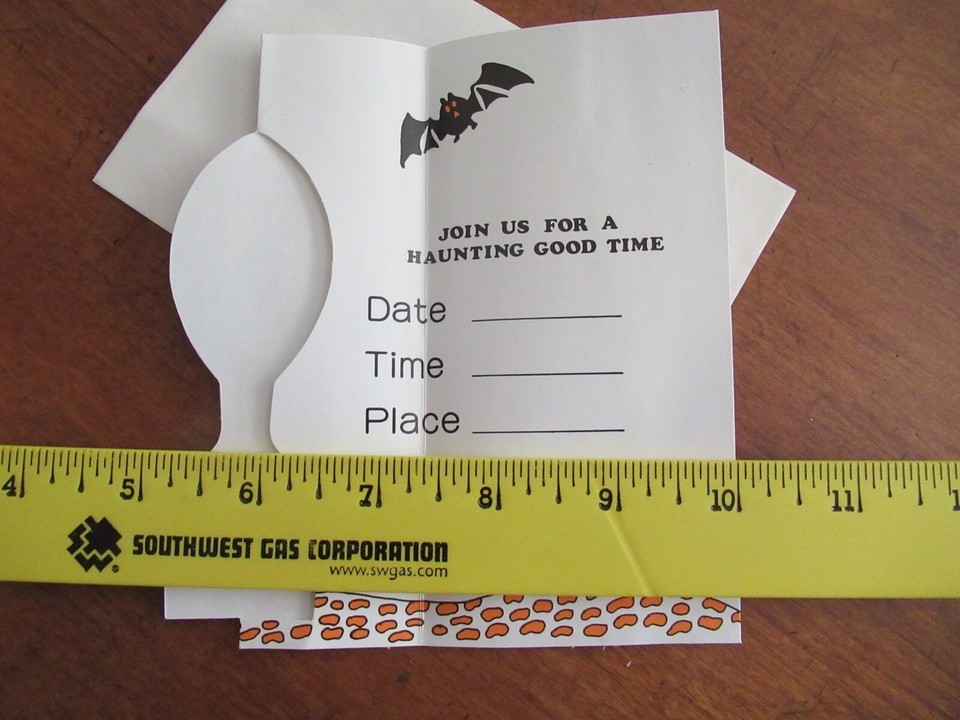 JOIN US FOR A
HAUNTING GOOD TIME
Date
Time
Place
4 5 6 7 8 9 10 11 1
SOUTHWEST GAS CORPORATION
www.swgas.com